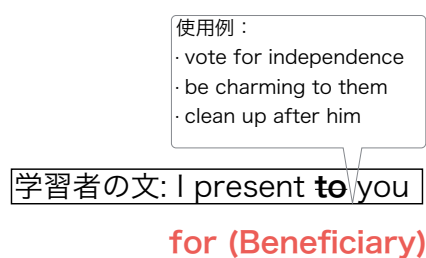 使用例：
· vote for independence
· be charming to them
· clean up after him
学習者の文: I present to you
for (Beneficiary)